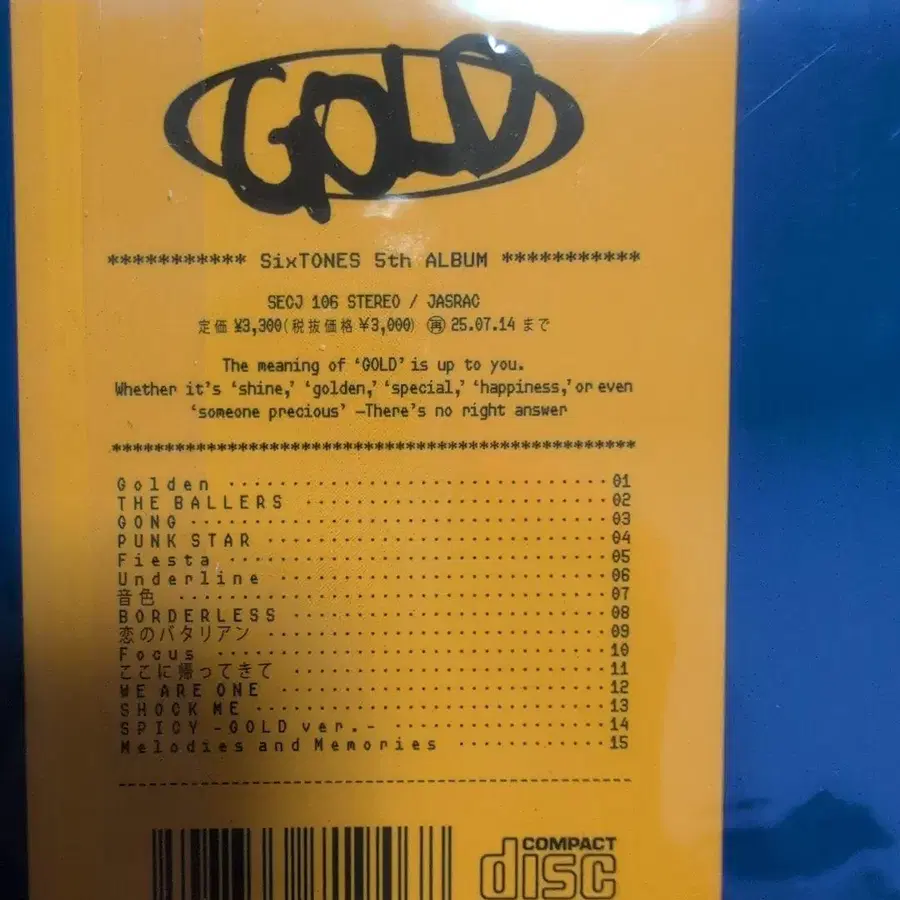 GOLD
*********** SixTONES 5th ALBUM ***********
SECJ 106 STEREO / JASRAC
定価 ¥3,300(税抜価格 ¥3,000) 再 25.07.14 まで
The meaning of ‘GOLD’ is up to you.
Whether it's ‘shine,’ ‘golden,’ ‘special,’ ‘happiness,’ or even
‘someone precious’ —There's no right answer
*************************************************
Golden ······························ 01
THE BALLERS ························ 02
GONG ································· 03
PUNK STAR ···························· 04
Fiesta ······························ 05
Underline ·························· 06
音色 ·································· 07
BORDERLESS ·························· 08
恋のバタリアン ··························· 09
Focus ································· 10
ここに帰ってきて ························· 11
WE ARE ONE ·························· 12
SHOCK ME ····························· 13
SPICY -GOLD ver.- ················· 14
Melodies and Memories ············ 15
COMPACT
disc